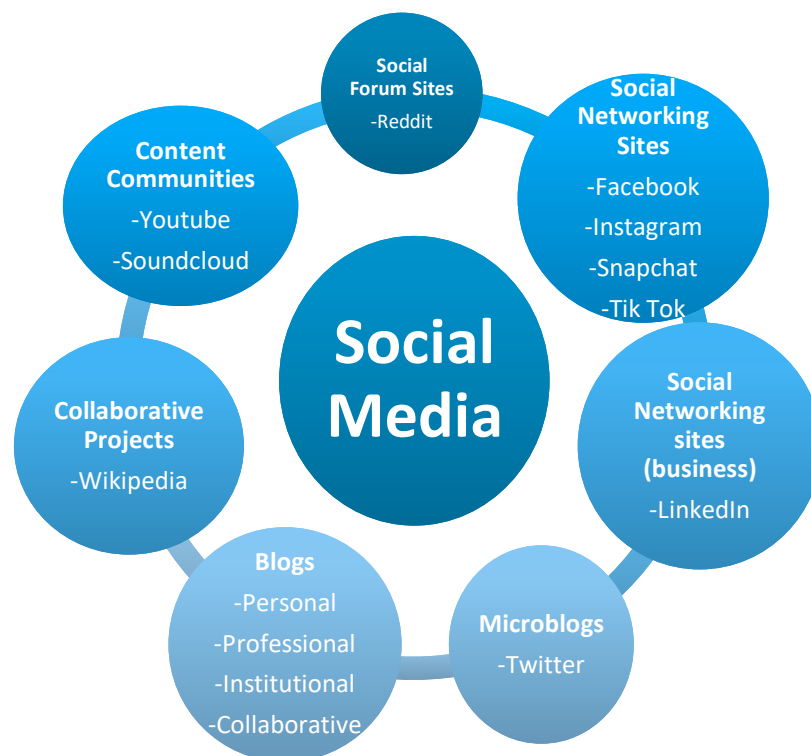 Social
Forum Sites
-Reddit
Social
Networking
Sites
-Facebook
-Instagram
-Snapchat
-Tik Tok
Social
Networking
sites
(business)
-LinkedIn
Microblogs
-Twitter
Blogs
-Personal
-Professional
-Institutional
-Collaborative
Collaborative
Projects
-Wikipedia
Content
Communities
-Youtube
-Soundcloud
Social
Media